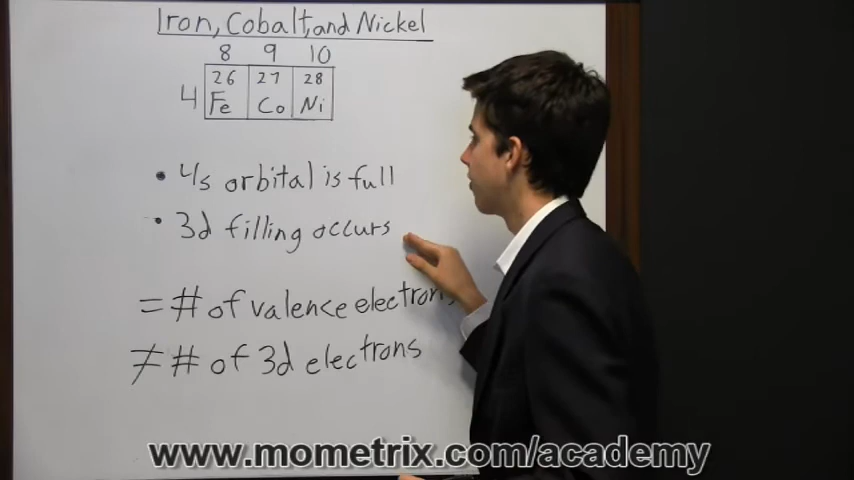 Iron, Cobalt, and Nickel
8 9 10
26 27 28
4 Fe Co Ni
• 4s orbital is full
• 3d filling occurs
= # of valence electrons
≠ # of 3d electrons
www.mometrix.com/academy